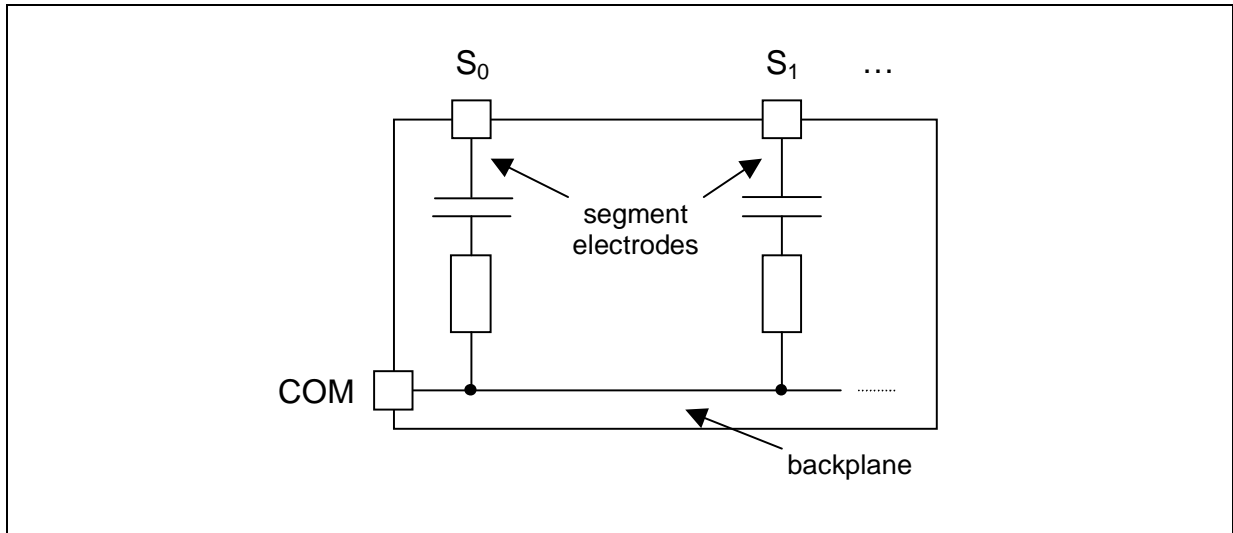 S₀ S₁ ...
segment
electrodes
COM
backplane